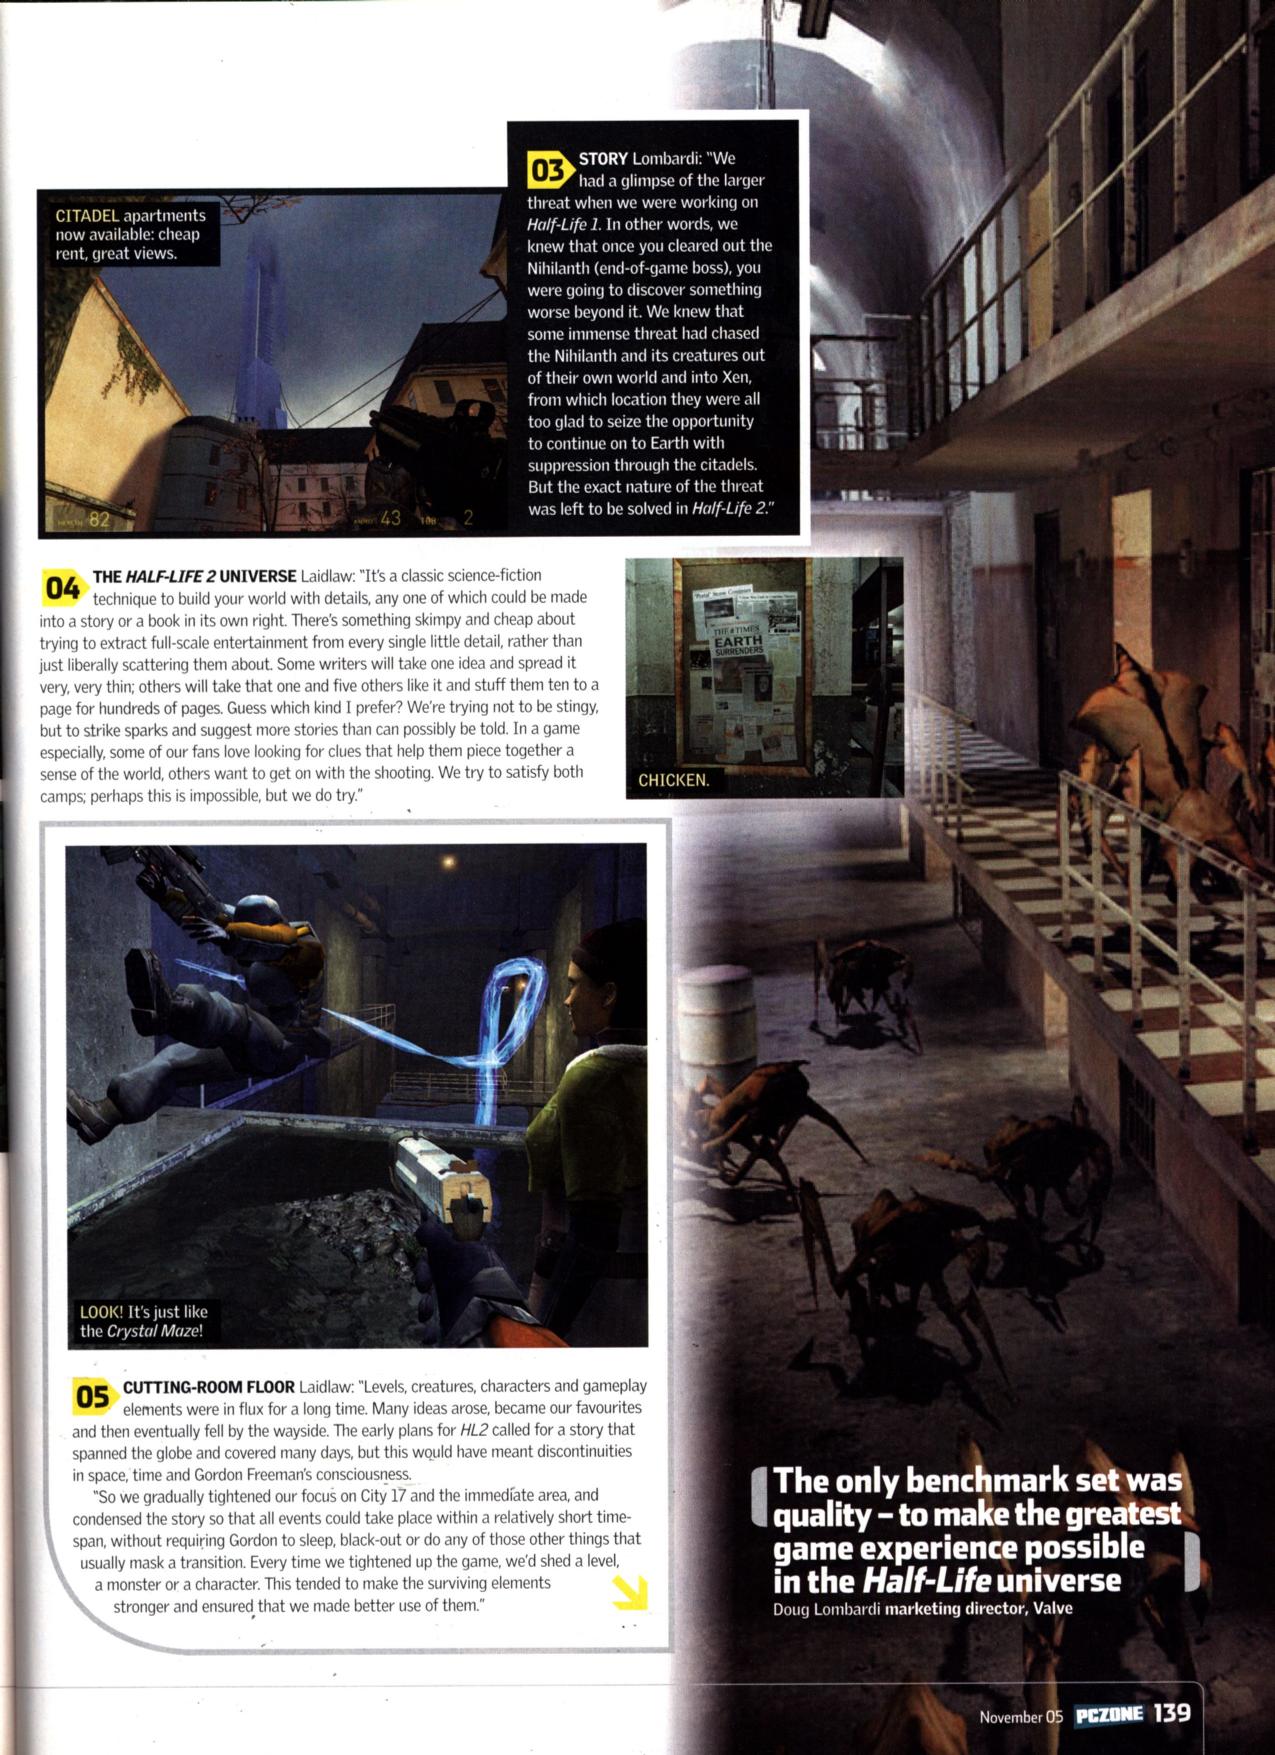 CITADEL apartments
now available: cheap
rent, great views.
HEALTH 82
AMMO 43 108 2
03 STORY Lombardi: "We
had a glimpse of the larger
threat when we were working on
Half-Life 1. In other words, we
knew that once you cleared out the
Nihilanth (end-of-game boss), you
were going to discover something
worse beyond it. We knew that
some immense threat had chased
the Nihilanth and its creatures out
of their own world and into Xen,
from which location they were all
too glad to seize the opportunity
to continue on to Earth with
suppression through the citadels.
But the exact nature of the threat
was left to be solved in Half-Life 2."
04 THE HALF-LIFE 2 UNIVERSE Laidlaw: "It's a classic science-fiction
technique to build your world with details, any one of which could be made
into a story or a book in its own right. There's something skimpy and cheap about
trying to extract full-scale entertainment from every single little detail, rather than
just liberally scattering them about. Some writers will take one idea and spread it
very, very thin; others will take that one and five others like it and stuff them ten to a
page for hundreds of pages. Guess which kind I prefer? We're trying not to be stingy,
but to strike sparks and suggest more stories than can possibly be told. In a game
especially, some of our fans love looking for clues that help them piece together a
sense of the world, others want to get on with the shooting. We try to satisfy both
camps; perhaps this is impossible, but we do try."
"Portal" Storms Continue
THE TIMES
EARTH
SURRENDERS
CHICKEN.
LOOK! It's just like
the Crystal Maze!
05 CUTTING-ROOM FLOOR Laidlaw: "Levels, creatures, characters and gameplay
elements were in flux for a long time. Many ideas arose, became our favourites
and then eventually fell by the wayside. The early plans for HL2 called for a story that
spanned the globe and covered many days, but this would have meant discontinuities
in space, time and Gordon Freeman's consciousness.
"So we gradually tightened our focus on City 17 and the immediate area, and
condensed the story so that all events could take place within a relatively short time-
span, without requiring Gordon to sleep, black-out or do any of those other things that
usually mask a transition. Every time we tightened up the game, we'd shed a level,
a monster or a character. This tended to make the surviving elements
stronger and ensured that we made better use of them."
The only benchmark set was
quality – to make the greatest
game experience possible
in the Half-Life universe
Doug Lombardi marketing director, Valve
November 05 PCZONE 139